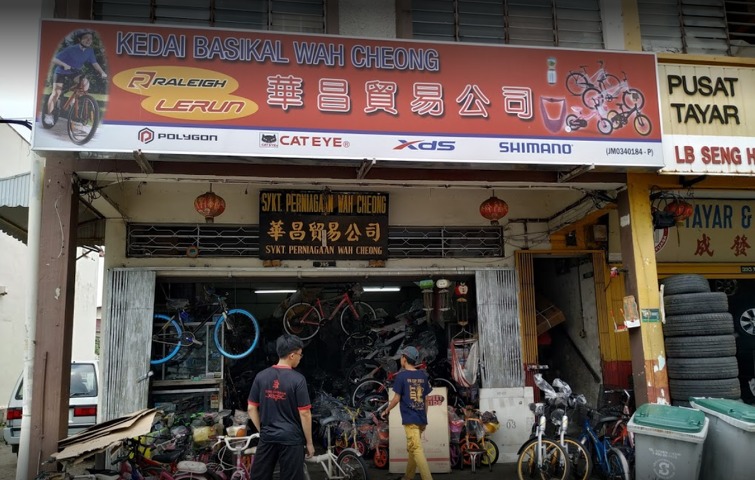 KEDAI BASIKAL WAH CHEONG
RALEIGH
LERUN
華昌貿易公司
POLYGON
CATEYE®
XDS
SHIMANO
(JM0340184 - P)
PUSAT
TAYAR
LB SENG H
SYKT PERNIAGAAN WAH CHEONG
華昌貿易公司
SYKT PERNIAGAAN WAH CHEONG
TAYAR &
成發